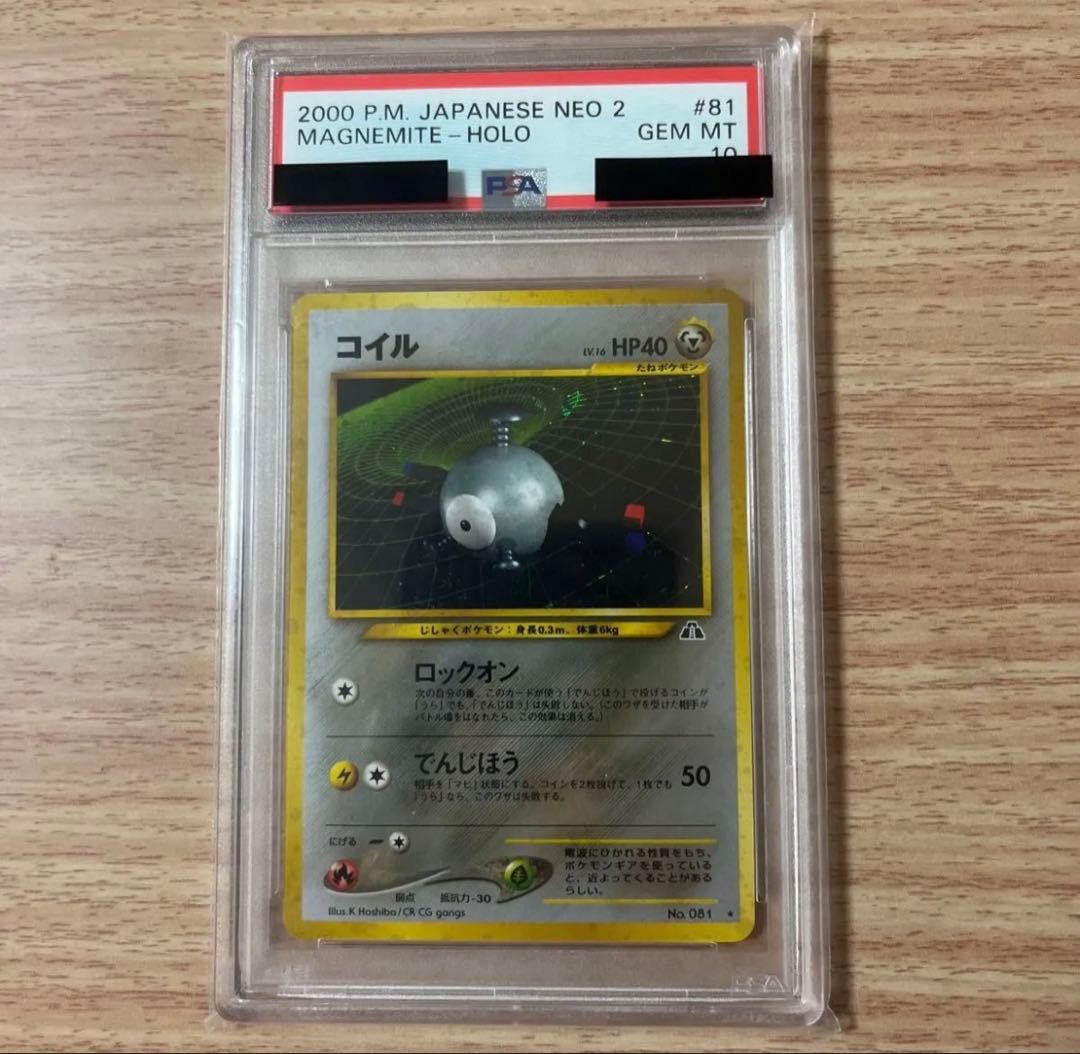 2000 P.M. JAPANESE NEO 2 #81
MAGNEMITE - HOLO GEM MT
10
PSA
コイル LV.16 HP40
たねポケモン
じしゃくポケモン：身長0.3m、体重6kg
ロックオン
次の自分の番、このカードが使う「でんじほう」で投げるコインが
「うら」でも、「でんじほう」は失敗しない。（このワザを受けた相手が
バトル場をはなれたら、この効果は消える。）
でんじほう 50
相手を「マヒ」状態にする。コインを2枚投げて、1枚でも
「うら」なら、このワザは失敗する。
にげる
弱点 抵抗力-30
電波にひかれる性質をもち、
ポケモンギアを使っている
と、近よってくることがある
らしい。
Illus.K Hoshiba/CR CG gangs No. 081 ★
PSA